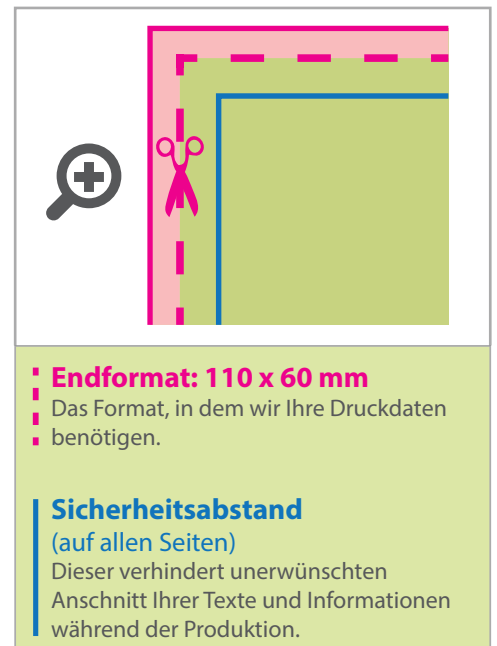 Endformat: 110 x 60 mm
Das Format, in dem wir Ihre Druckdaten
benötigen.
Sicherheitsabstand
(auf allen Seiten)
Dieser verhindert unerwünschten
Anschnitt Ihrer Texte und Informationen
während der Produktion.